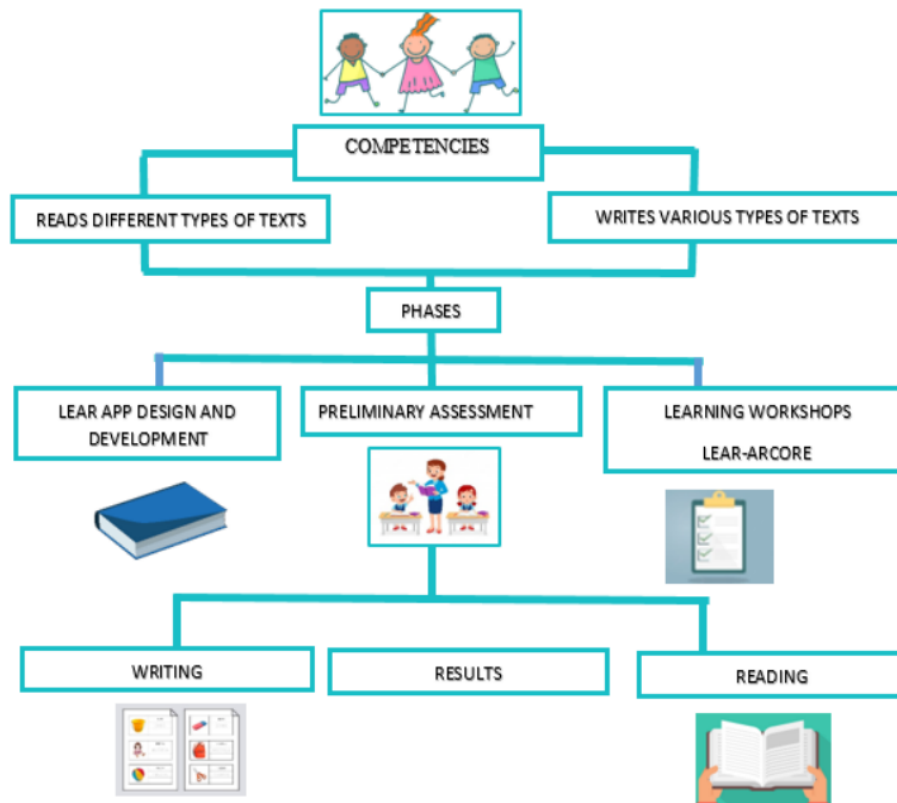 COMPETENCIES
READS DIFFERENT TYPES OF TEXTS
WRITES VARIOUS TYPES OF TEXTS
PHASES
LEAR APP DESIGN AND
DEVELOPMENT
PRELIMINARY ASSESSMENT
LEARNING WORKSHOPS
LEAR-ARCORE
WRITING
RESULTS
READING